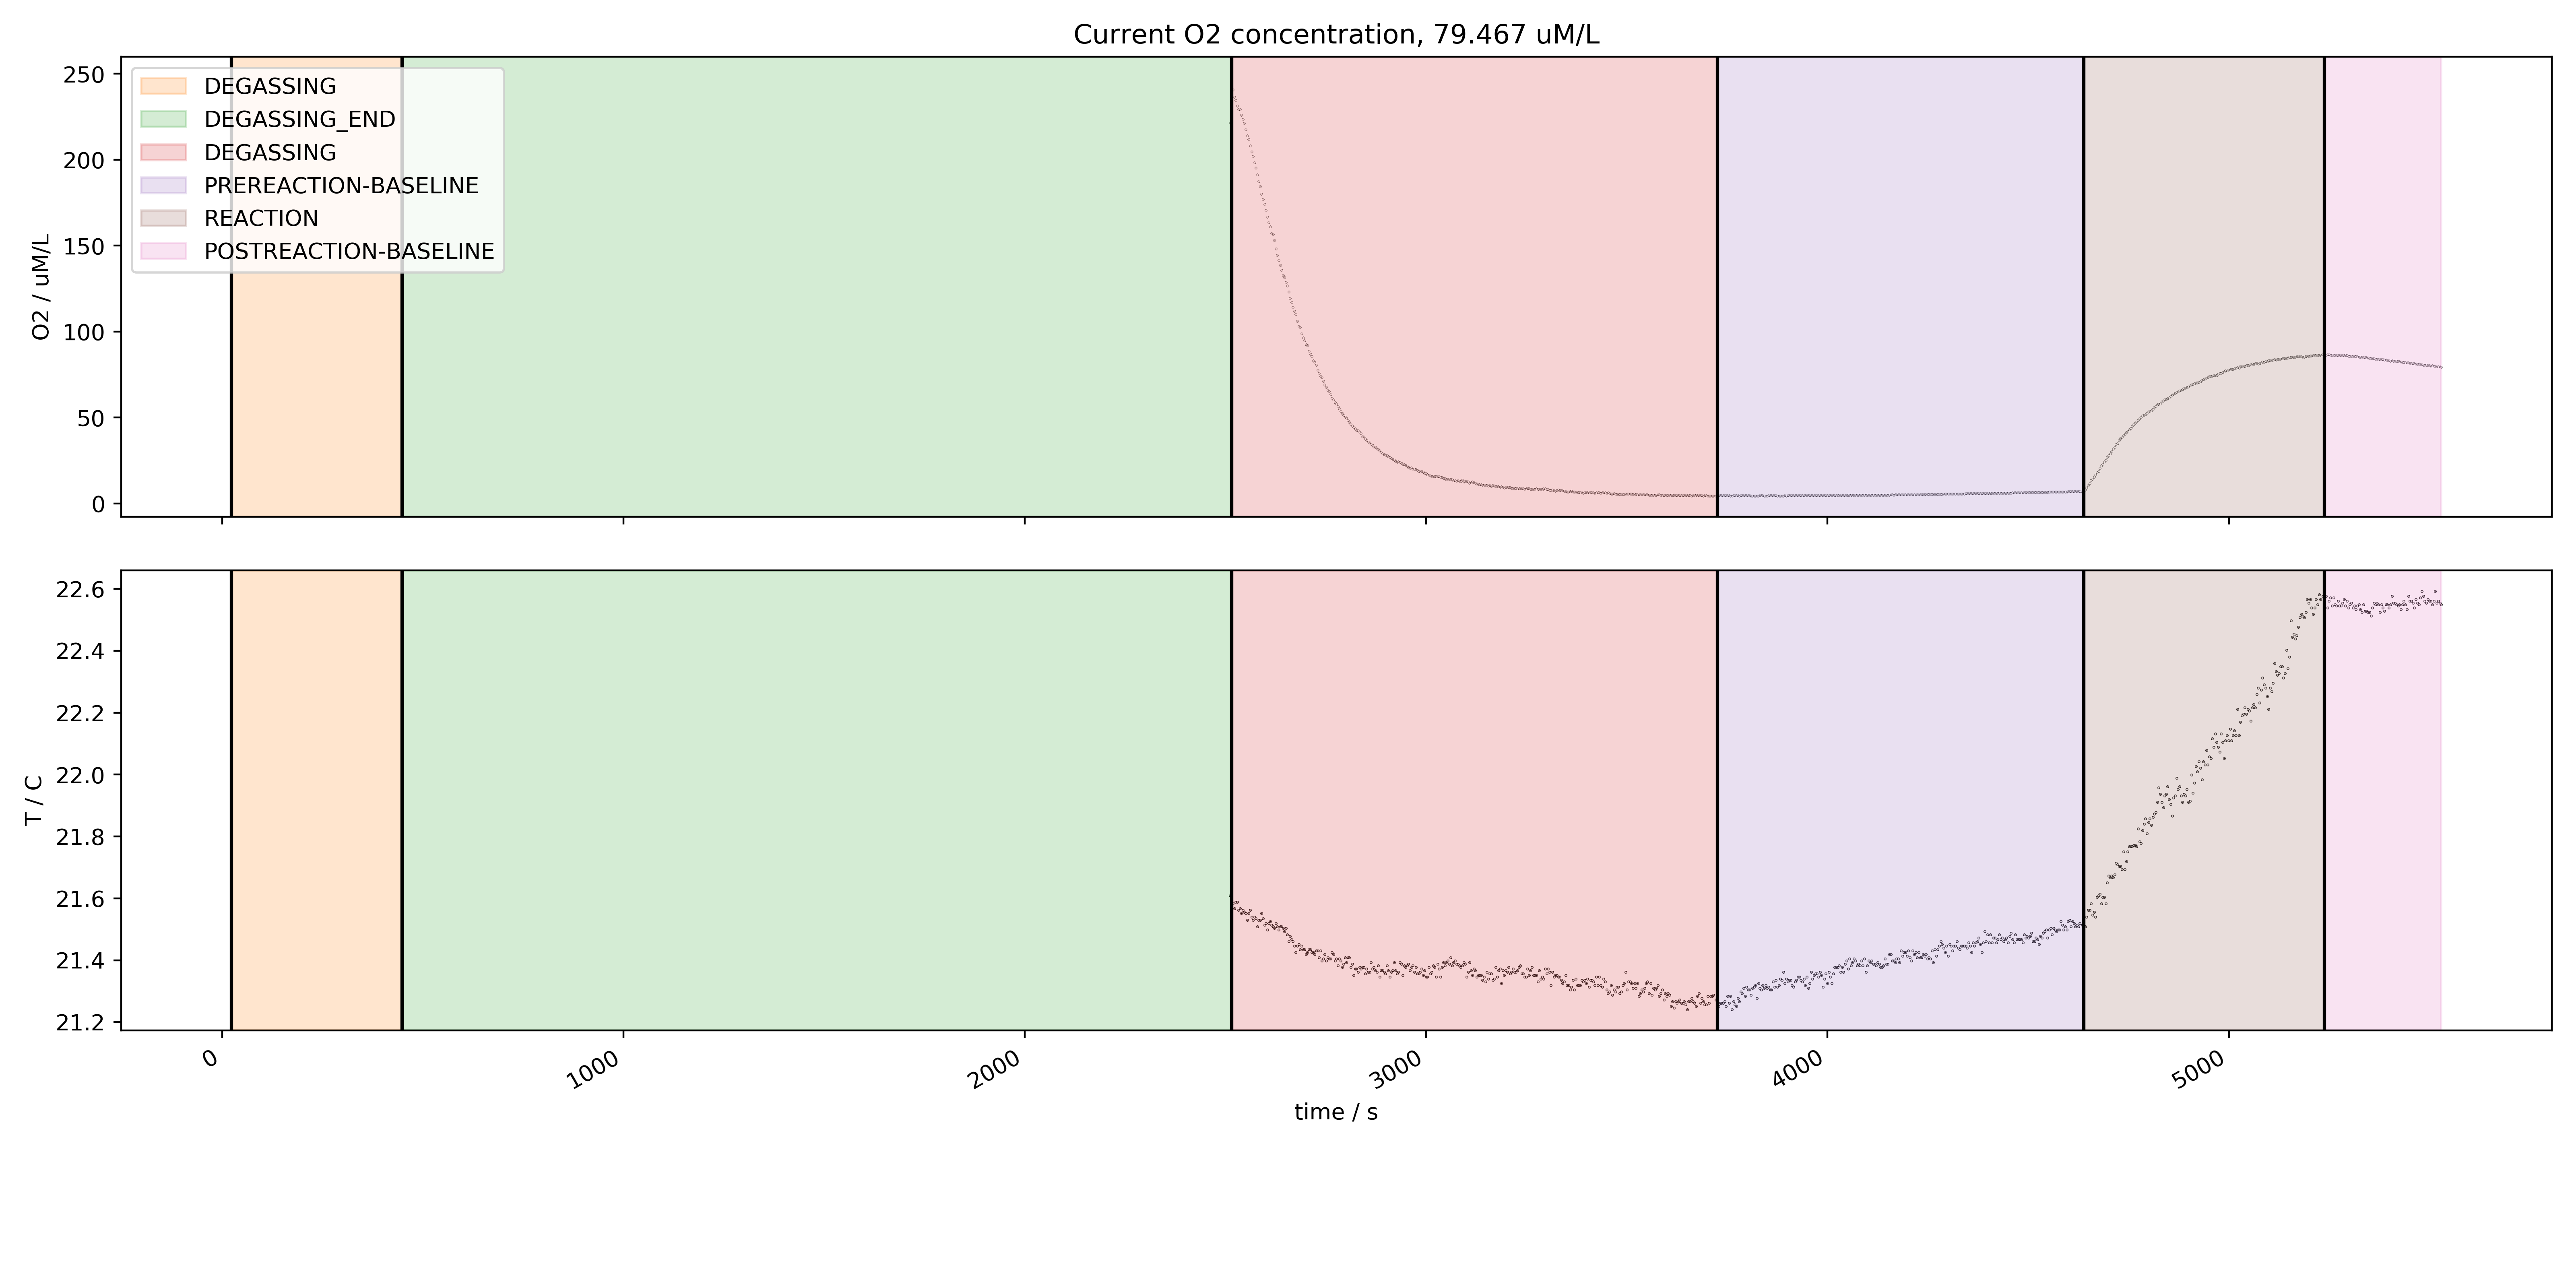 Current O2 concentration, 79.467 uM/L
DEGASSING
DEGASSING_END
DEGASSING
PREREACTION-BASELINE
REACTION
POSTREACTION-BASELINE
250
200
150
100
50
0
O2 / uM/L
22.6
22.4
22.2
22.0
21.8
21.6
21.4
21.2
T / C
0
1000
2000
3000
4000
5000
time / s